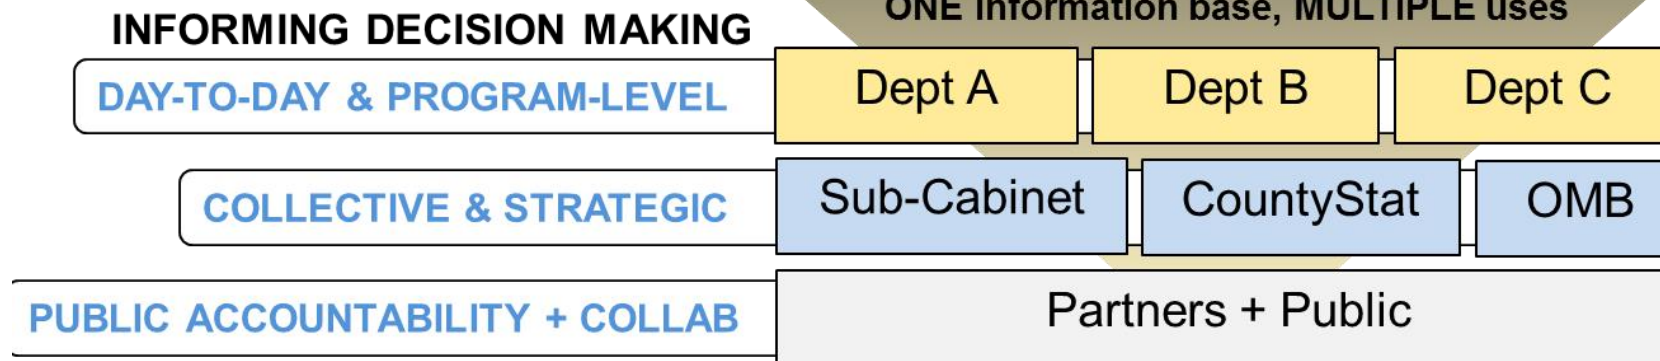 ONE information base, MULTIPLE uses
INFORMING DECISION MAKING
DAY-TO-DAY & PROGRAM-LEVEL
Dept A
Dept B
Dept C
COLLECTIVE & STRATEGIC
Sub-Cabinet
CountyStat
OMB
PUBLIC ACCOUNTABILITY + COLLAB
Partners + Public